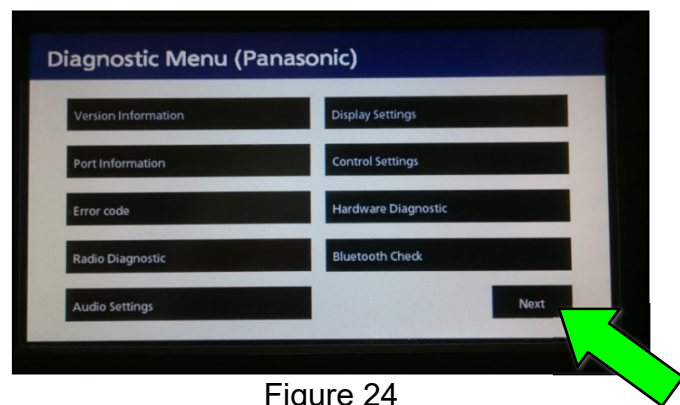 Diagnostic Menu (Panasonic)
Version Information
Display Settings
Port Information
Control Settings
Error code
Hardware Diagnostic
Radio Diagnostic
Bluetooth Check
Audio Settings
Next
Figure 24